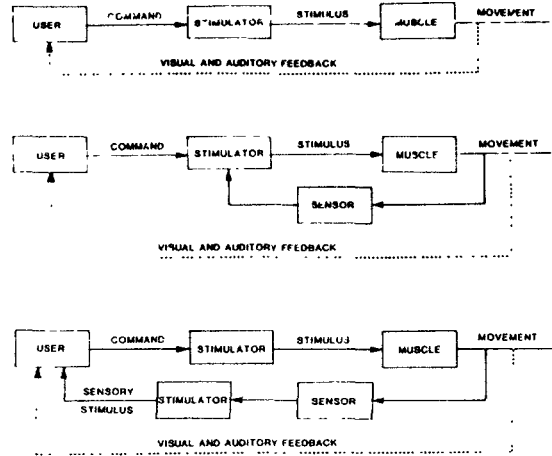 USER COMMAND STIMULATOR STIMULUS MUSCLE MOVEMENT
VISUAL AND AUDITORY FEEDBACK
USER COMMAND STIMULATOR STIMULUS MUSCLE MOVEMENT
SENSOR
VISUAL AND AUDITORY FEEDBACK
USER COMMAND STIMULATOR STIMULUS MUSCLE MOVEMENT
SENSORY STIMULUS STIMULATOR SENSOR
VISUAL AND AUDITORY FEEDBACK